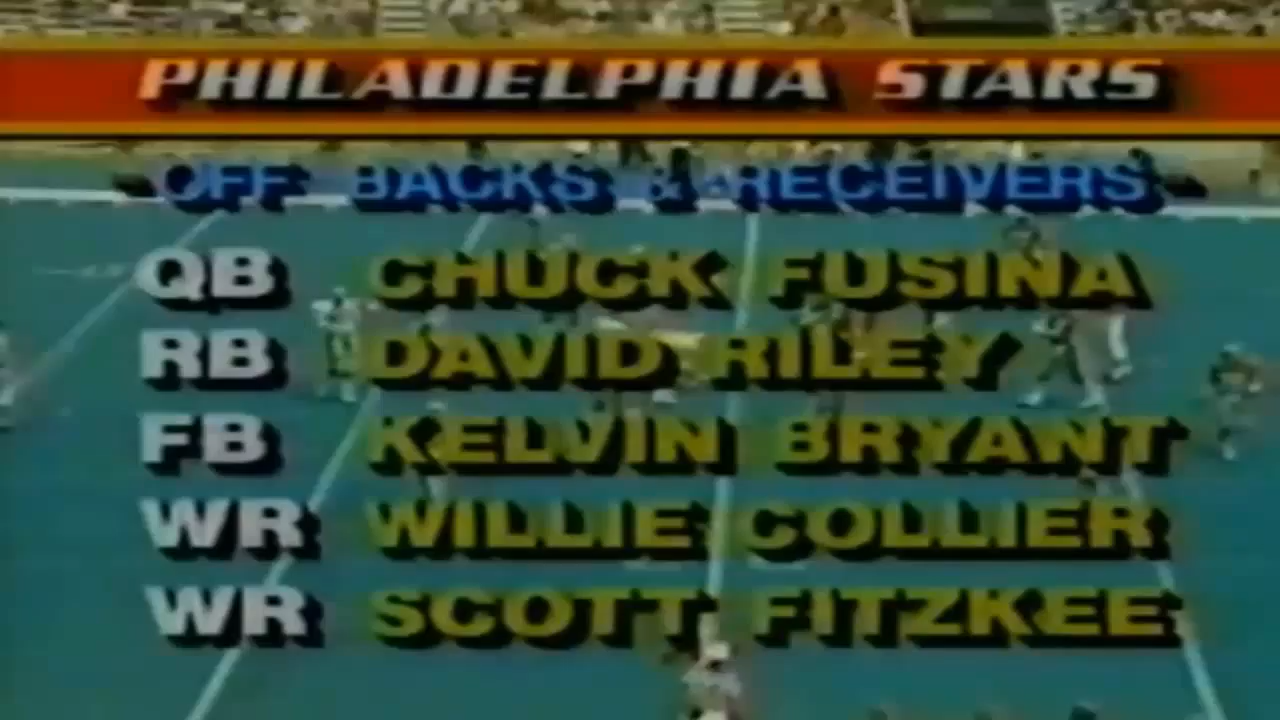 PHILADELPHIA STARS
OFF BACKS & RECEIVERS
QB CHUCK FUSINA
RB DAVID RILEY
FB KELVIN BRYANT
WR WILLIE COLLIER
WR SCOTT FITZKEE